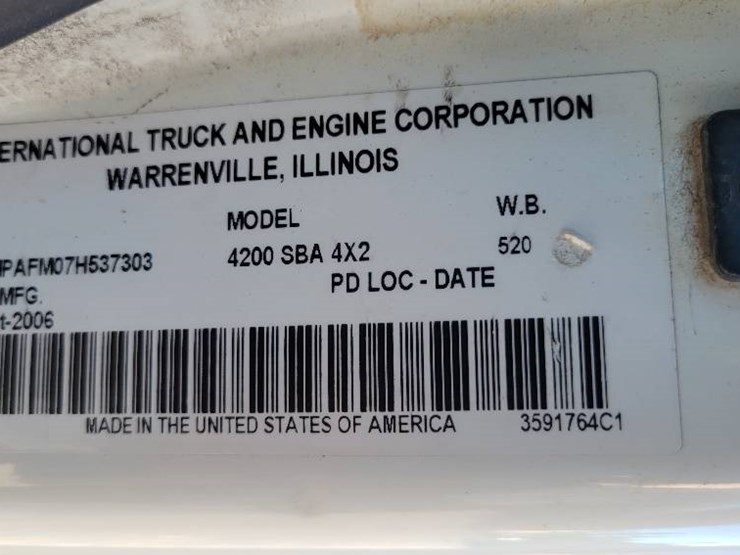 ERNATIONAL TRUCK AND ENGINE CORPORATION
WARRENVILLE, ILLINOIS
MODEL W.B.
PAFM07H537303 4200 SBA 4X2 520
MFG. PD LOC - DATE
t-2006
MADE IN THE UNITED STATES OF AMERICA 3591764C1